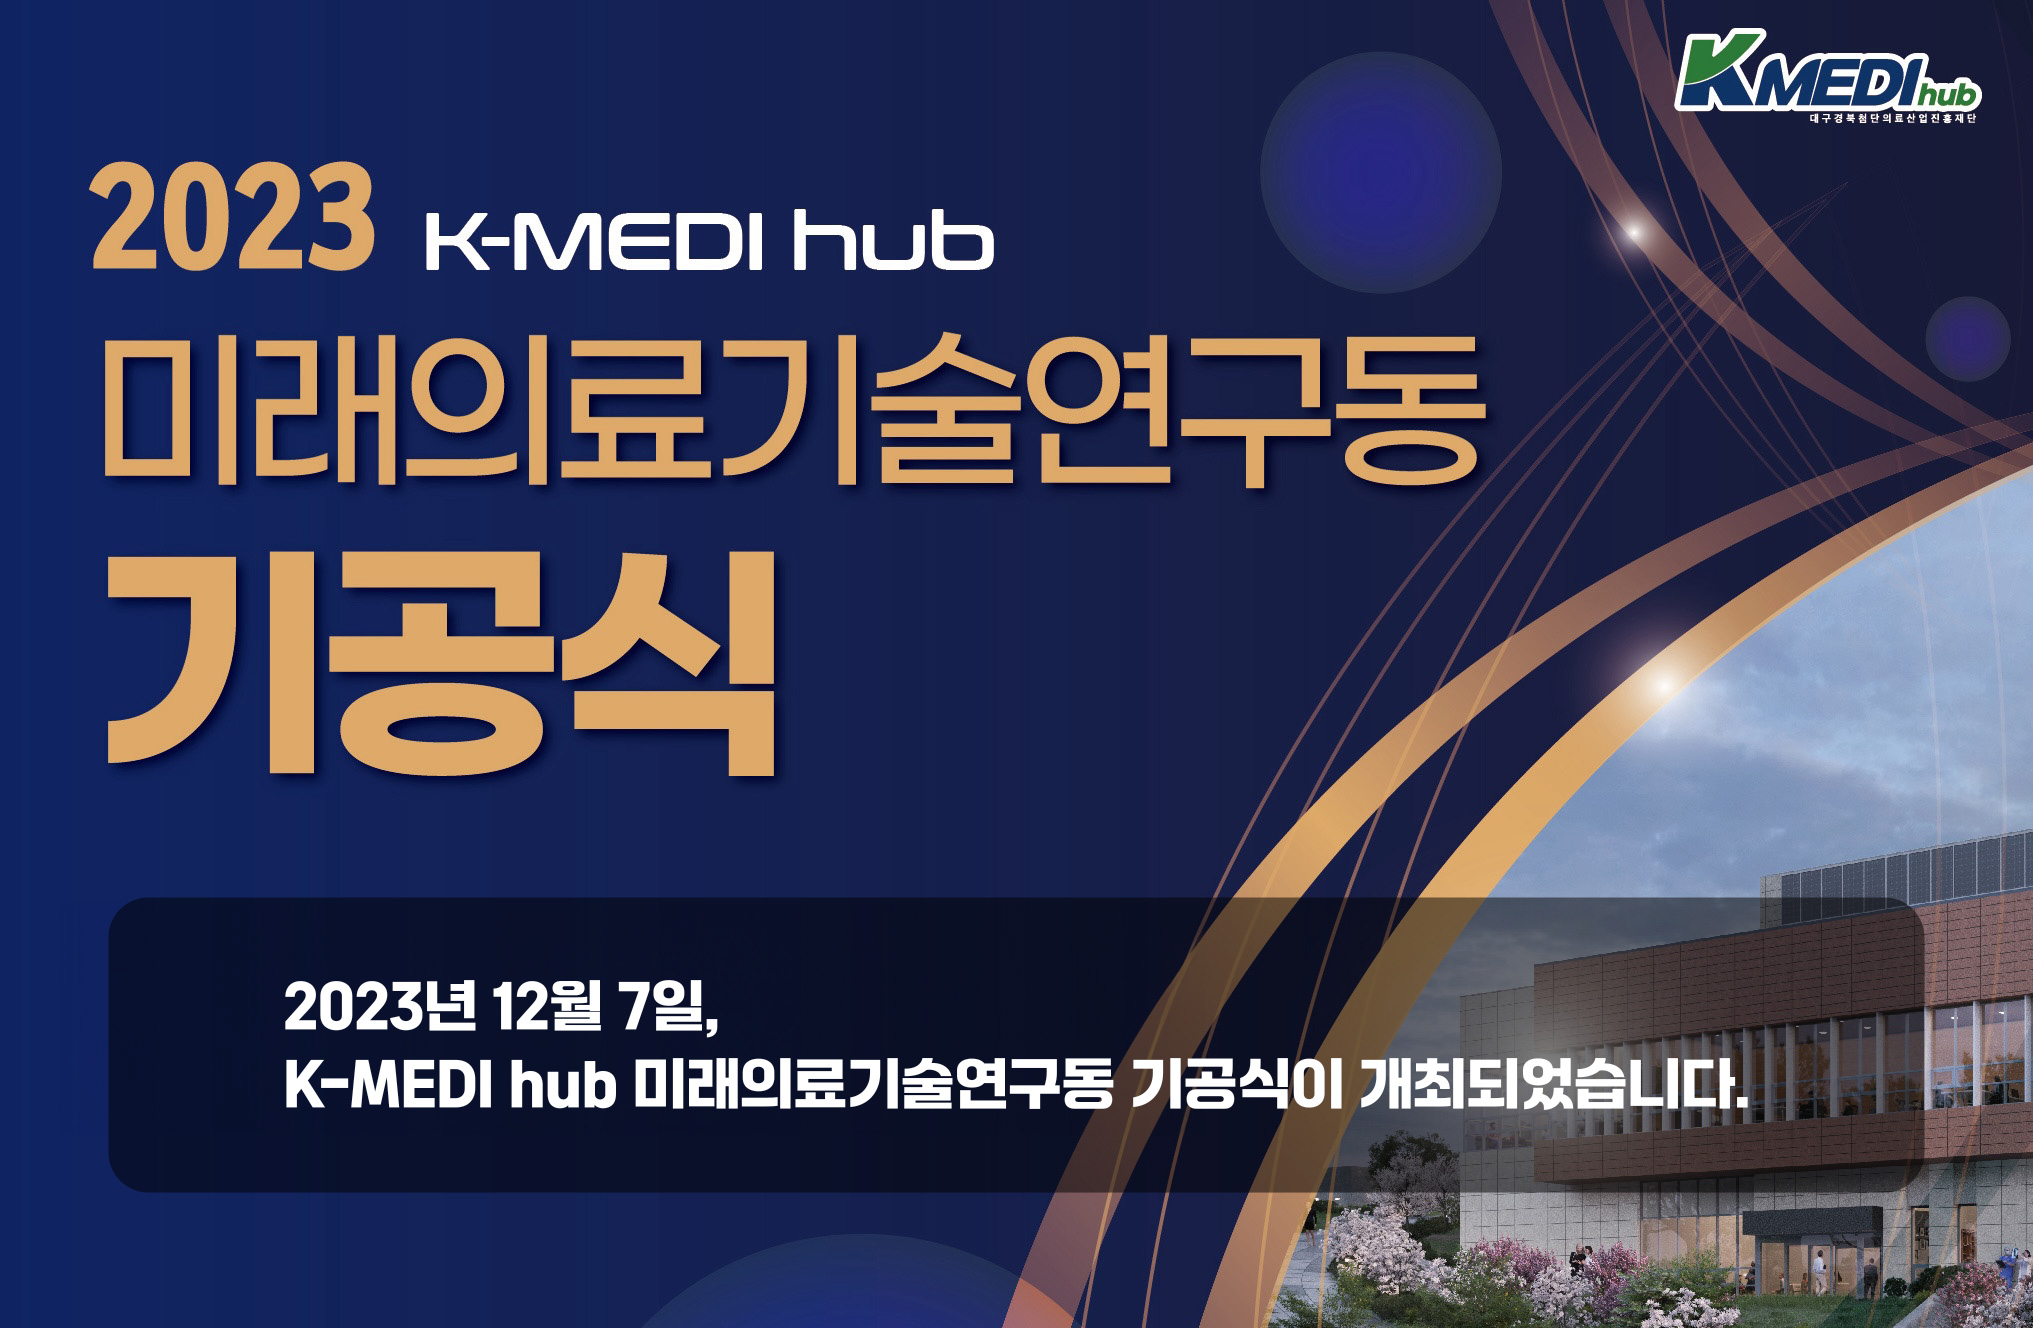 KMEDIhub
대구경북첨단의료산업진흥재단
2023 K-MEDI hub
미래의료기술연구동
기공식
2023년 12월 7일,
K-MEDI hub 미래의료기술연구동 기공식이 개최되었습니다.